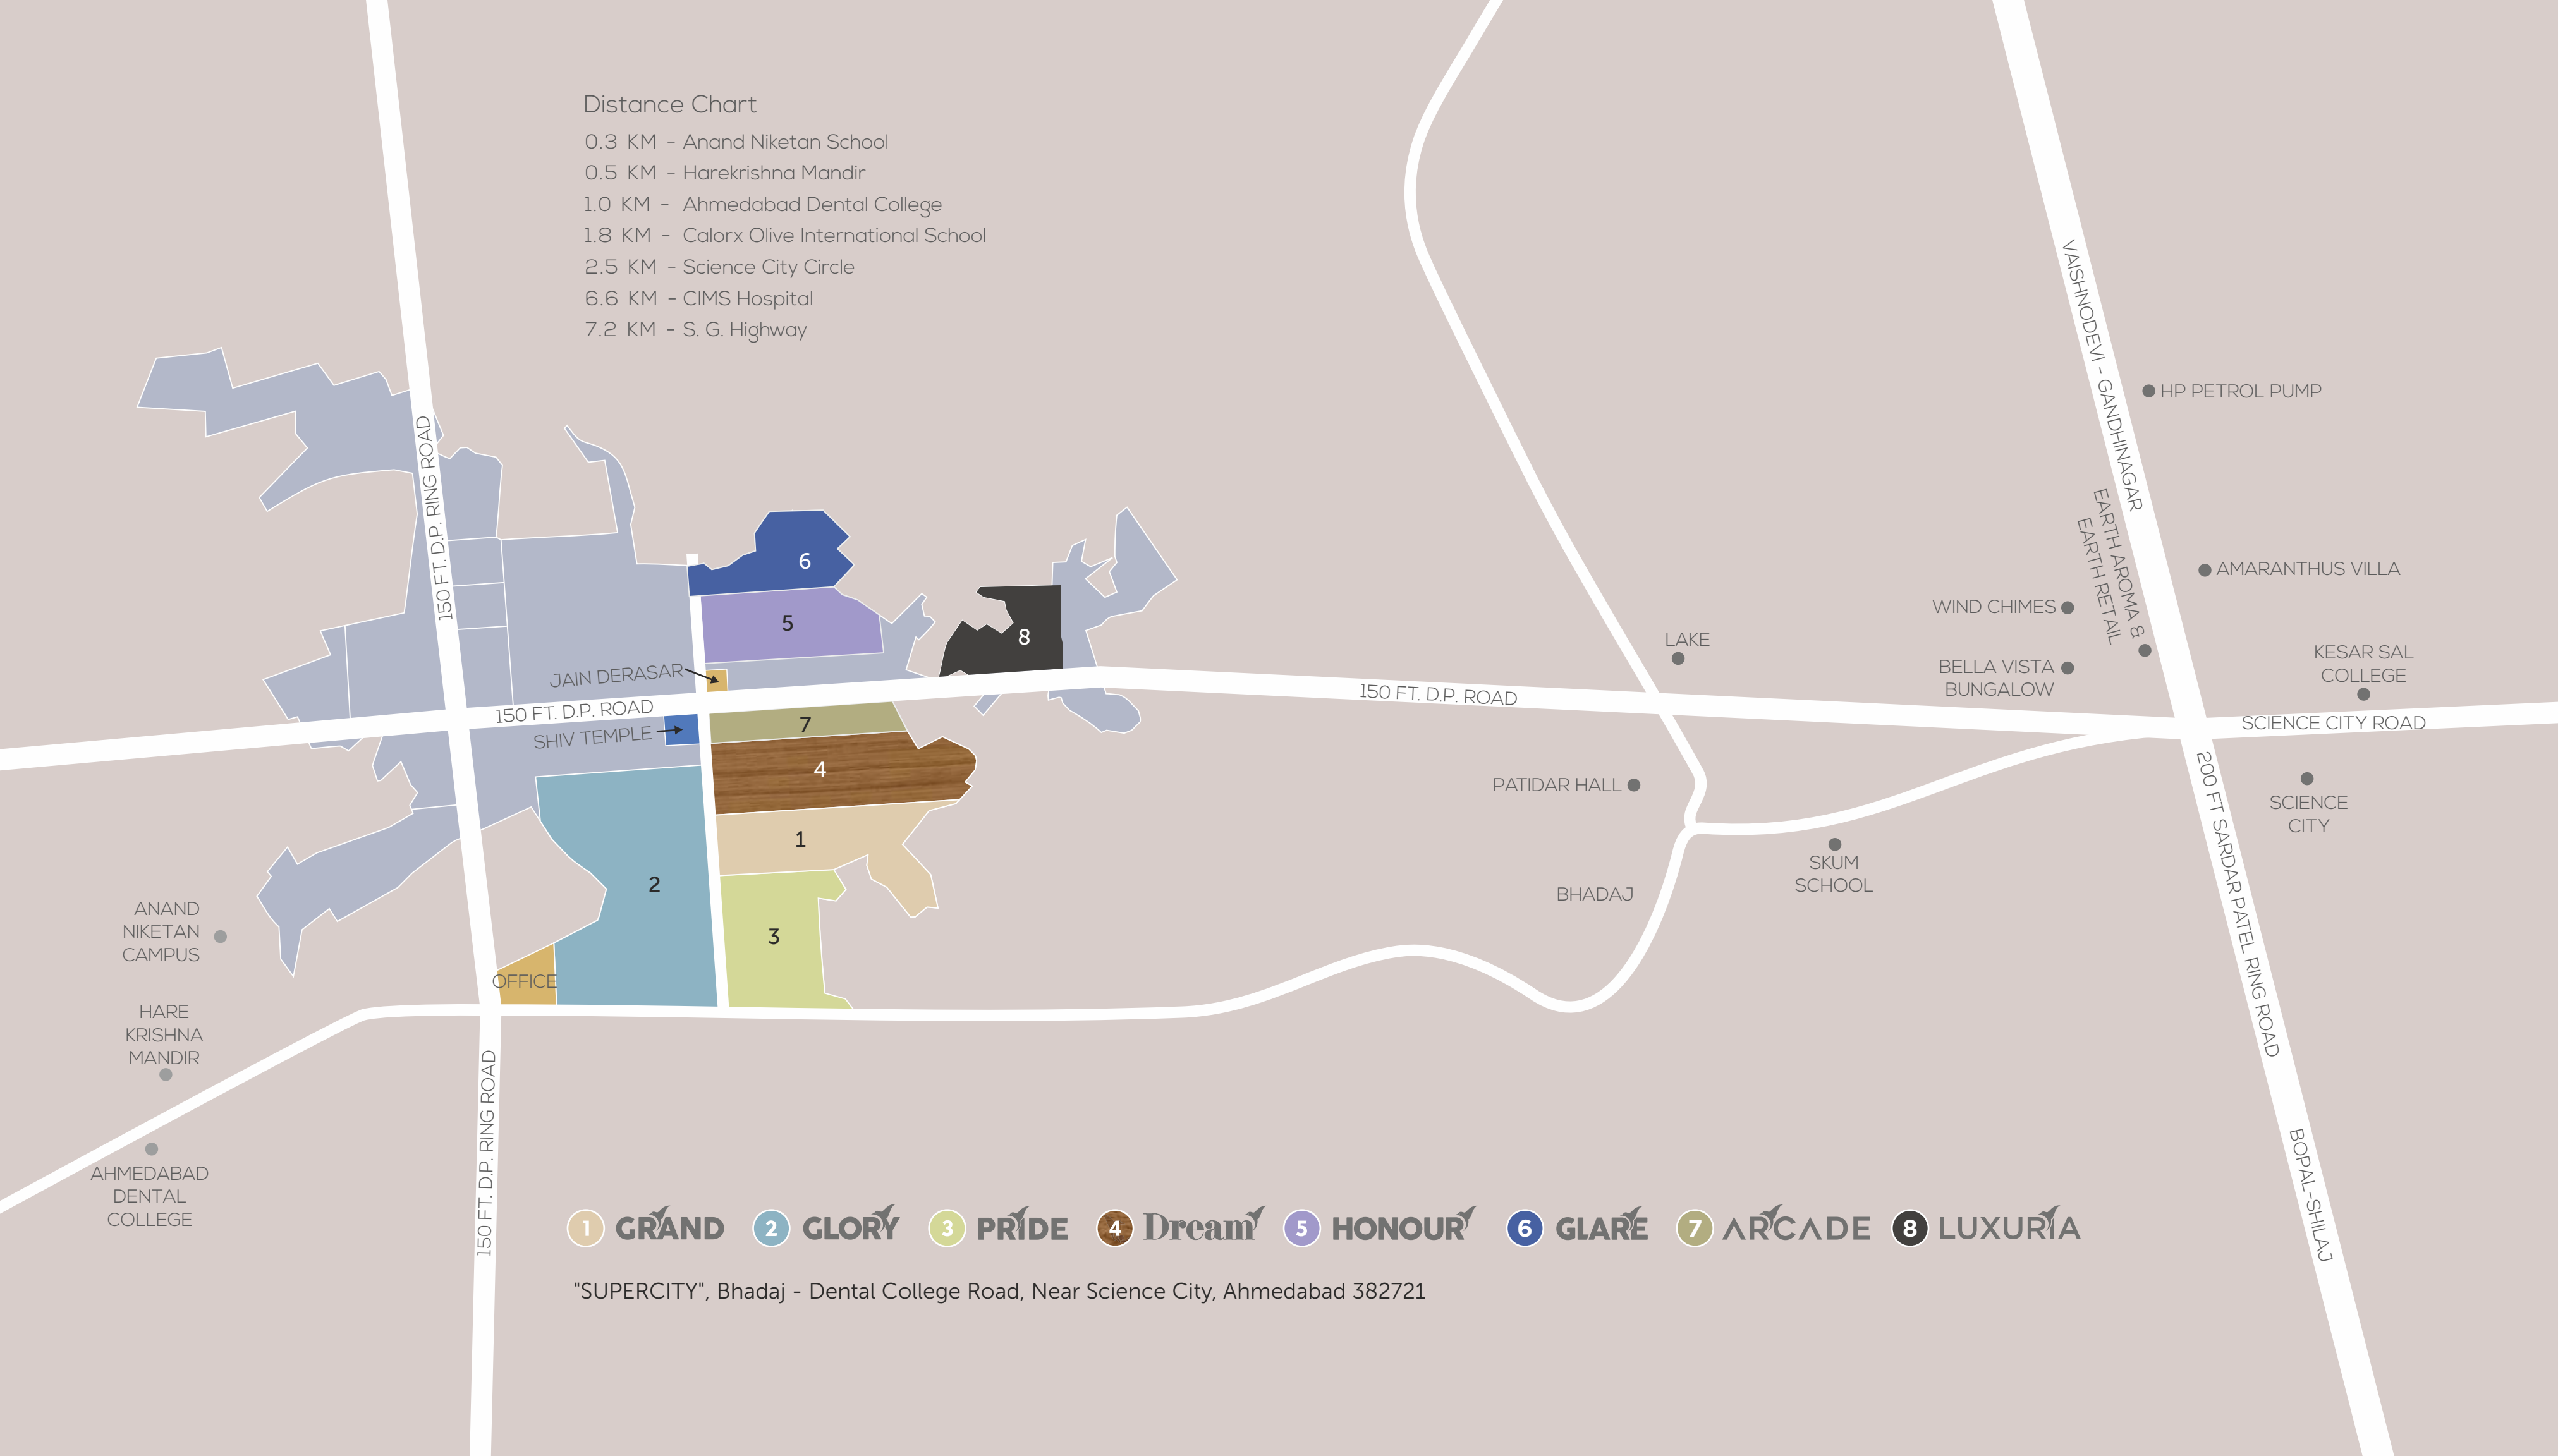 Distance Chart
0.3 KM - Anand Niketan School
0.5 KM - Harekrishna Mandir
1.0 KM - Ahmedabad Dental College
1.8 KM - Calorx Olive International School
2.5 KM - Science City Circle
6.6 KM - CIMS Hospital
7.2 KM - S. G. Highway
150 FT. D.P. RING ROAD
VAISHNODEVI - GANDHINAGAR
HP PETROL PUMP
EARTH AROMA &
EARTH RETAIL
AMARANTHUS VILLA
WIND CHIMES
BELLA VISTA
BUNGALOW
KESAR SAL
COLLEGE
SCIENCE CITY ROAD
SCIENCE
CITY
LAKE
150 FT. D.P. ROAD
PATIDAR HALL
SKUM
SCHOOL
BHADAJ
200 FT SARDAR PATEL RING ROAD
BOPAL-SHILAJ
6
5
8
JAIN DERASAR
150 FT. D.P. ROAD
SHIV TEMPLE
7
4
1
2
3
OFFICE
ANAND
NIKETAN
CAMPUS
HARE
KRISHNA
MANDIR
AHMEDABAD
DENTAL
COLLEGE
150 FT. D.P. RING ROAD
1 GRAND 2 GLORY 3 PRIDE 4 Dream 5 HONOUR 6 GLARE 7 ARCADE 8 LUXURIA
"SUPERCITY", Bhadaj - Dental College Road, Near Science City, Ahmedabad 382721